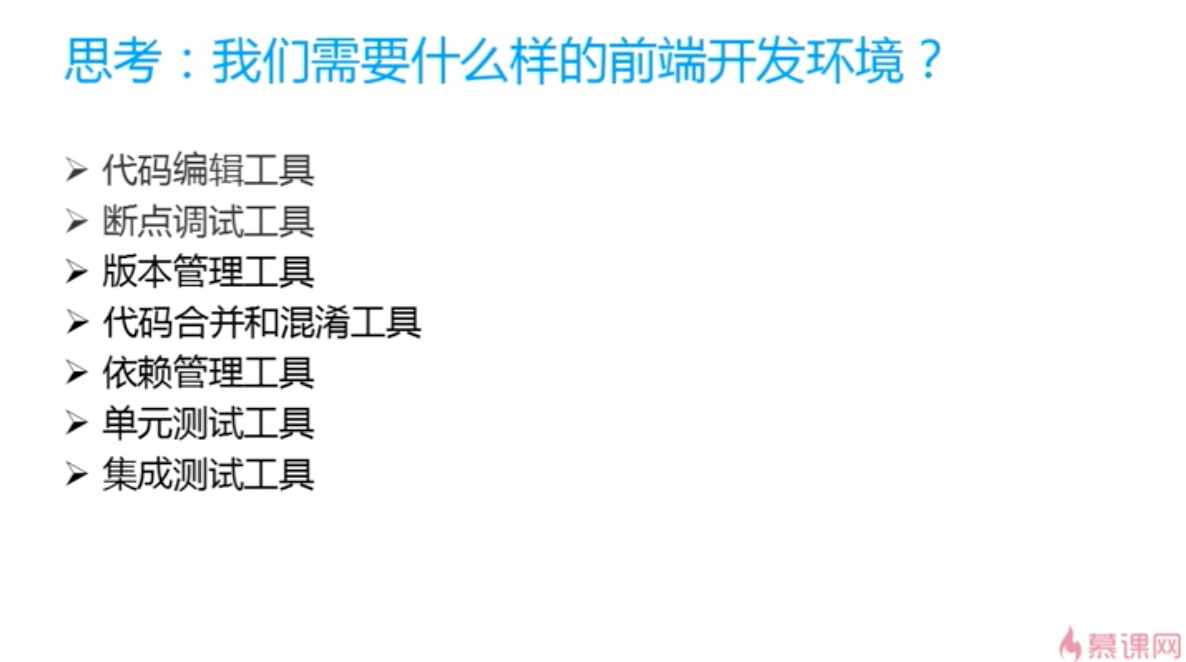 思考：我们需要什么样的前端开发环境？
代码编辑工具
断点调试工具
版本管理工具
代码合并和混淆工具
依赖管理工具
单元测试工具
集成测试工具
慕课网